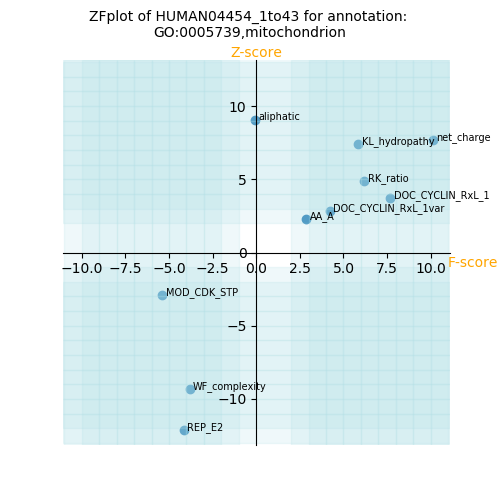 ZFplot of HUMAN04454_1to43 for annotation:
GO:0005739,mitochondrion
Z-score
10
aliphatic
net_charge
KL_hydropathy
5
RK_ratio
DOC_CYCLIN_RxL_1
DOC_CYCLIN_RxL_1var
AA_A
0
F-score
−10.0 −7.5 −5.0 −2.5 0.0 2.5 5.0 7.5 10.0
MOD_CDK_STP
−5
WF_complexity
−10
REP_E2